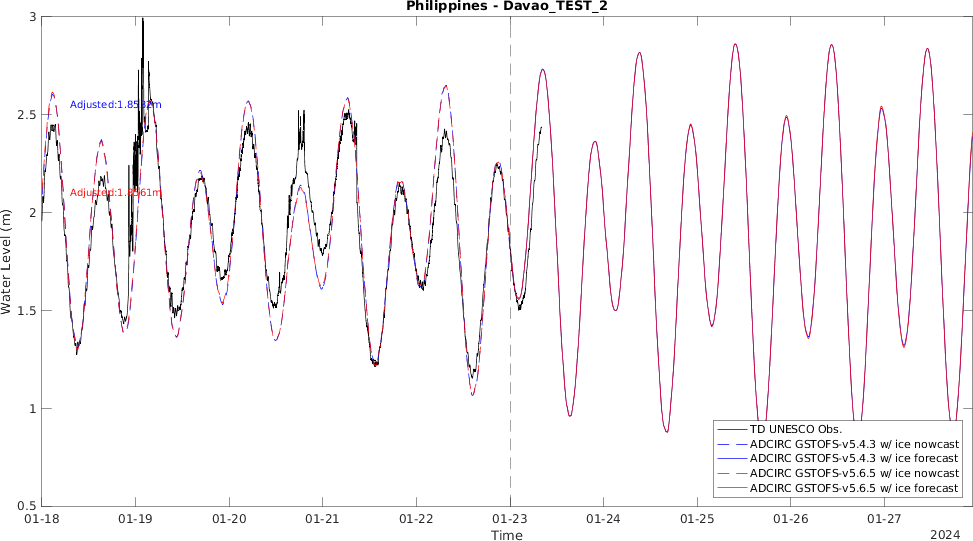 Philippines - Davao_TEST_2
3
2.5
2
1.5
1
0.5
Water Level (m)
Adjusted:1.8532m
Adjusted:1.8561m
TD UNESCO Obs.
ADCIRC GSTOFS-v5.4.3 w/ ice nowcast
ADCIRC GSTOFS-v5.4.3 w/ ice forecast
ADCIRC GSTOFS-v5.6.5 w/ ice nowcast
ADCIRC GSTOFS-v5.6.5 w/ ice forecast
01-18 01-19 01-20 01-21 01-22 01-23 01-24 01-25 01-26 01-27
Time
2024